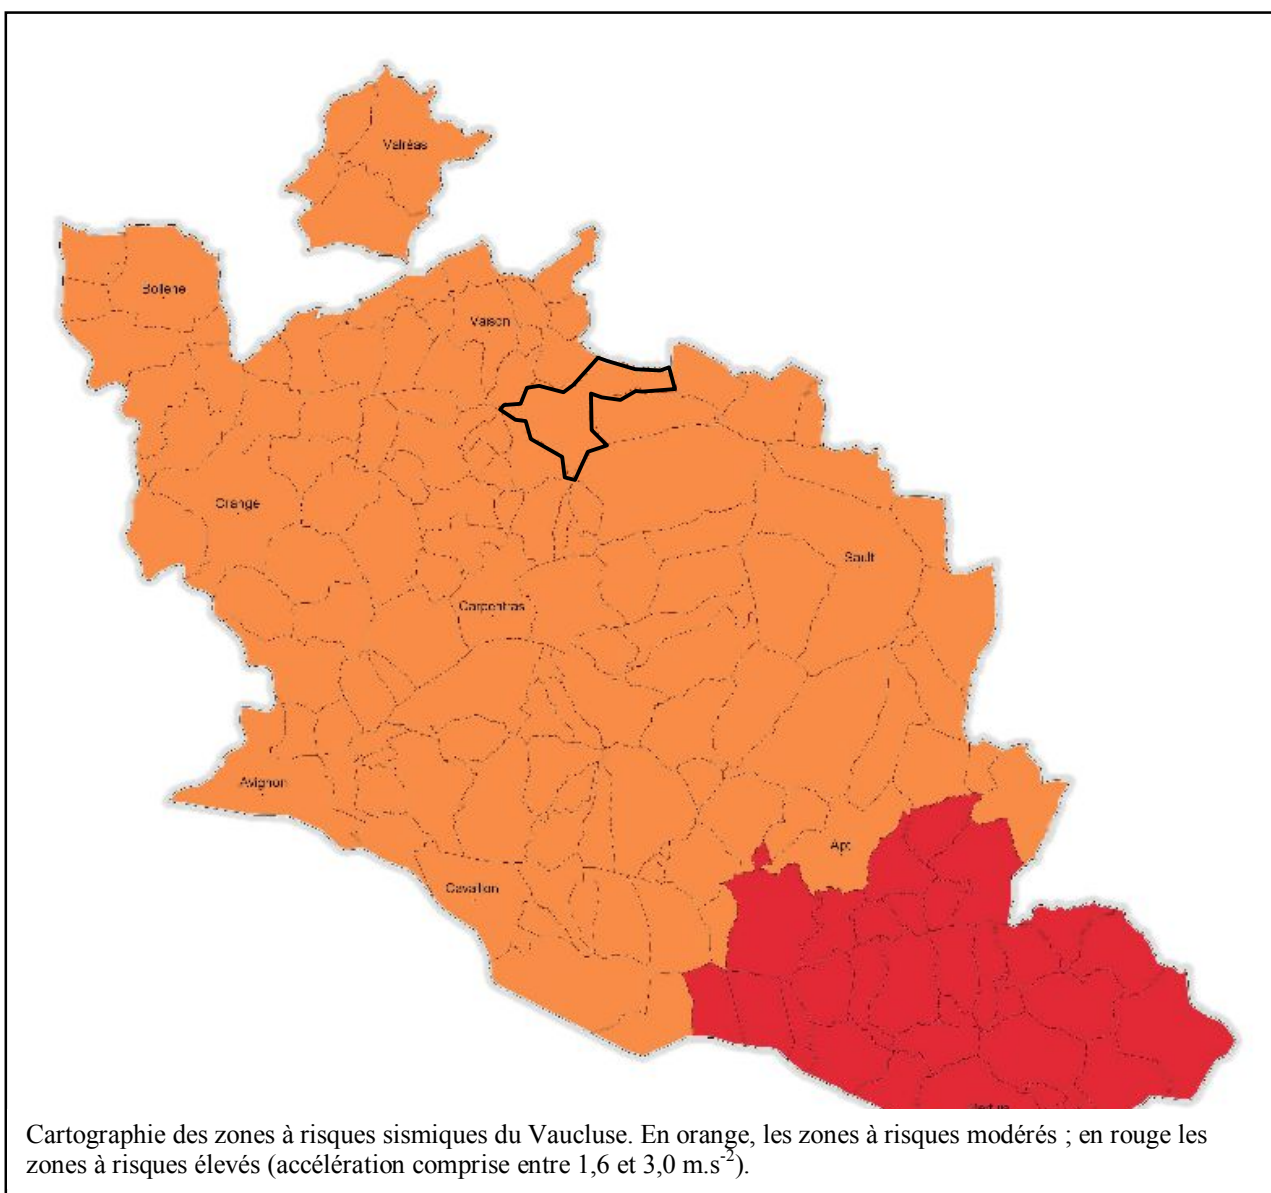 Valréas
Bollene
Vaison
Orange
Sault
Carpentras
Avignon
Apt
Cavaillon
Cartographie des zones à risques sismiques du Vaucluse. En orange, les zones à risques modérés ; en rouge les
zones à risques élevés (accélération comprise entre 1,6 et 3,0 m.s⁻²).